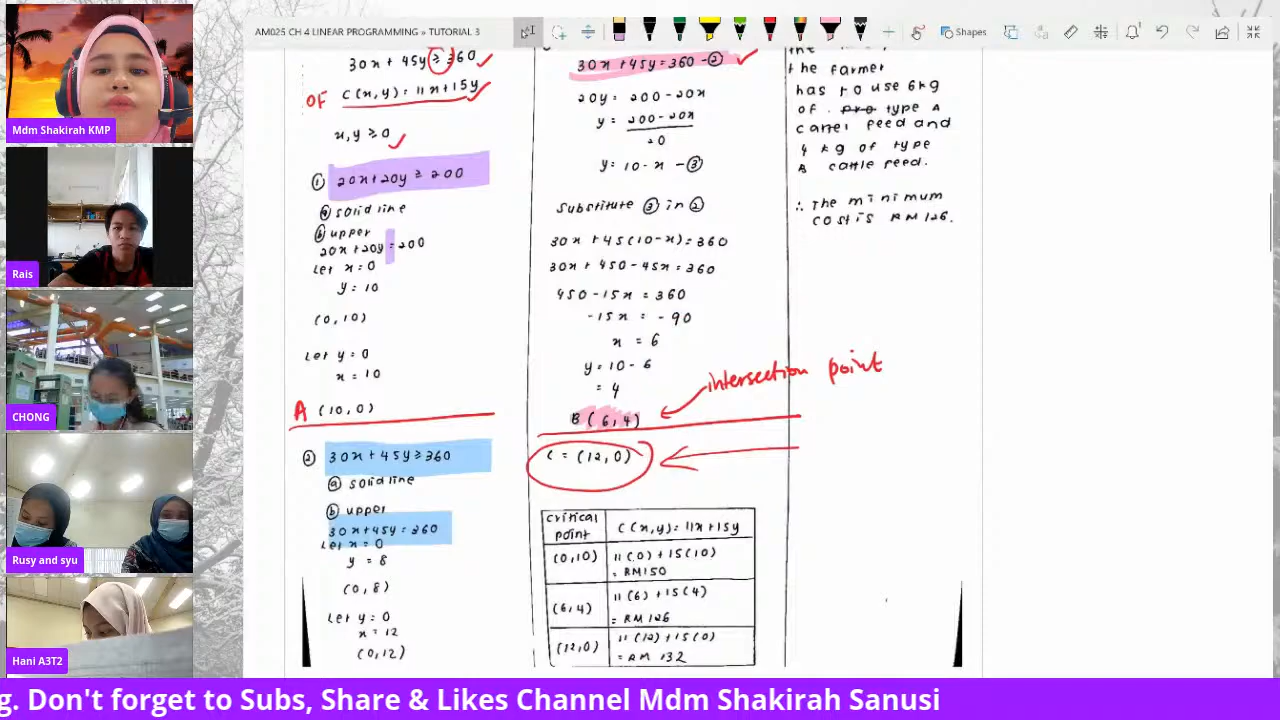 AM025 CH 4 LINEAR PROGRAMMING » TUTORIAL 3
Shapes
Mdm Shakirah KMP
Rais
CHONG
Rusy and syu
Hani A3T2
30x + 45y ≥ 360
OF C(x,y) = 11x+15y
x,y ≥ 0
① 20x+20y ≥ 200
ⓐ solid line
ⓑ upper
20x+20y = 200
Let x = 0
y = 10
(0,10)
Let y = 0
x = 10
A (10,0)
② 30x + 45y ≥ 360
ⓐ solid line
ⓑ upper
30x+45y = 360
Let x = 0
y = 8
(0,8)
Let y = 0
x = 12
(0,12)
30x + 45y = 360 - ②
20y = 200 - 20x
y = 200 - 20x
20
y = 10 - x - ③
Substitute ③ in ②
30x + 45(10-x) = 360
30x + 450 - 45x = 360
450 - 15x = 360
-15x = -90
x = 6
y = 10 - 6
= 4
B (6,4)
intersection point
C = (12,0)
critical point
C(x,y) = 11x+15y
(0,10)
11(0) + 15(10)
= RM150
(6,4)
11(6) + 15(4)
= RM126
(12,0)
11(12) + 15(0)
= RM 132
the farmer
has to use 6kg
of type A
cattel feed and
4 kg of type
B cattle feed.
∴ The minimum
cost is RM 126.
g. Don't forget to Subs, Share & Likes Channel Mdm Shakirah Sanusi